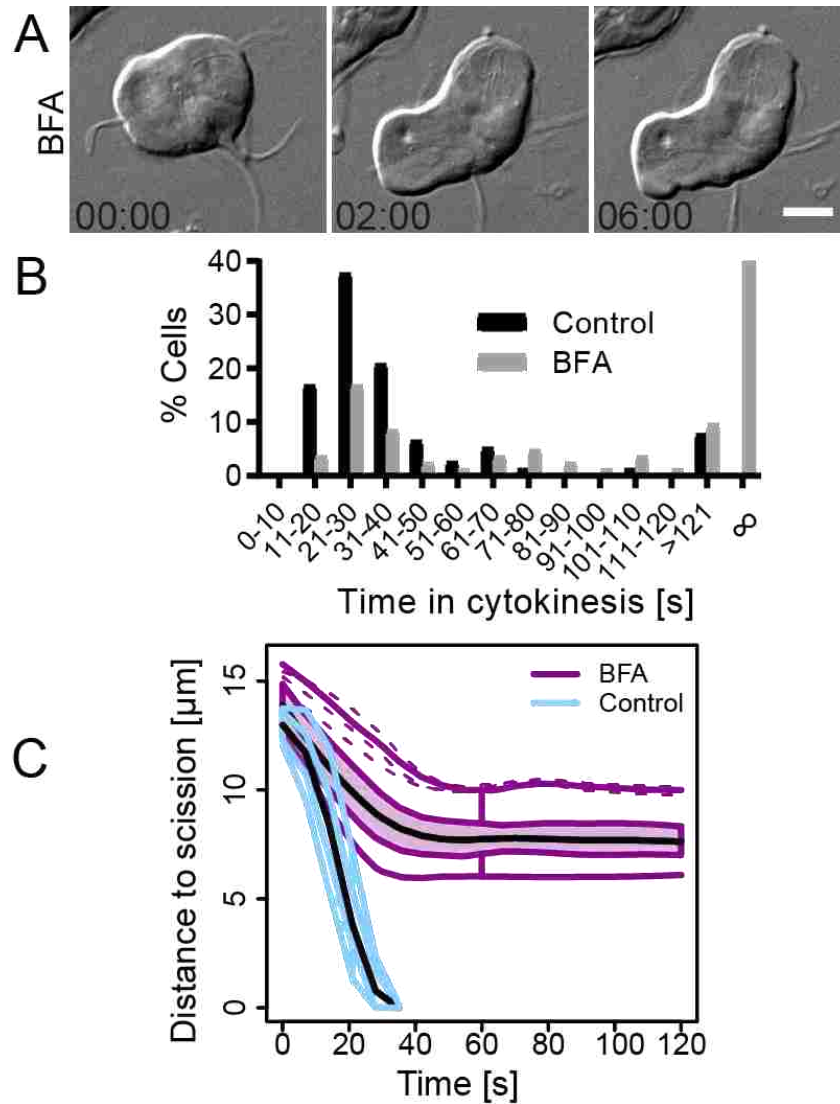 A
BFA
00:00
02:00
06:00
B
% Cells
40
30
20
10
0
Control
BFA
0-10
11-20
21-30
31-40
41-50
51-60
61-70
71-80
81-90
91-100
101-110
111-120
>121
∞
Time in cytokinesis [s]
C
Distance to scission [µm]
15
10
5
0
BFA
Control
0
20
40
60
80
100
120
Time [s]